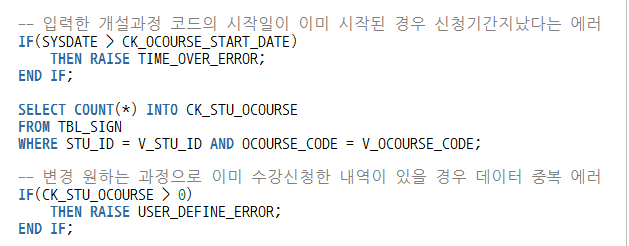 -- 입력한 개설과정 코드의 시작일이 이미 시작된 경우 신청기간지났다는 에러
IF(SYSDATE > CK_OCOURSE_START_DATE)
    THEN RAISE TIME_OVER_ERROR;
END IF;

SELECT COUNT(*) INTO CK_STU_OCOURSE
FROM TBL_SIGN
WHERE STU_ID = V_STU_ID AND OCOURSE_CODE = V_OCOURSE_CODE;

-- 변경 원하는 과정으로 이미 수강신청한 내역이 있을 경우 데이터 중복 에러
IF(CK_STU_OCOURSE > 0)
    THEN RAISE USER_DEFINE_ERROR;
END IF;